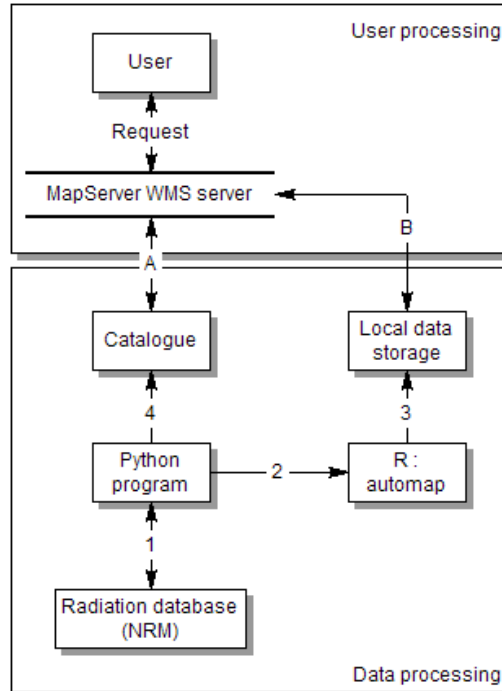 User processing
User
Request
MapServer WMS server
B
A
Catalogue
Local data
storage
4
3
Python
program
2
R :
automap
1
Radiation database
(NRM)
Data processing